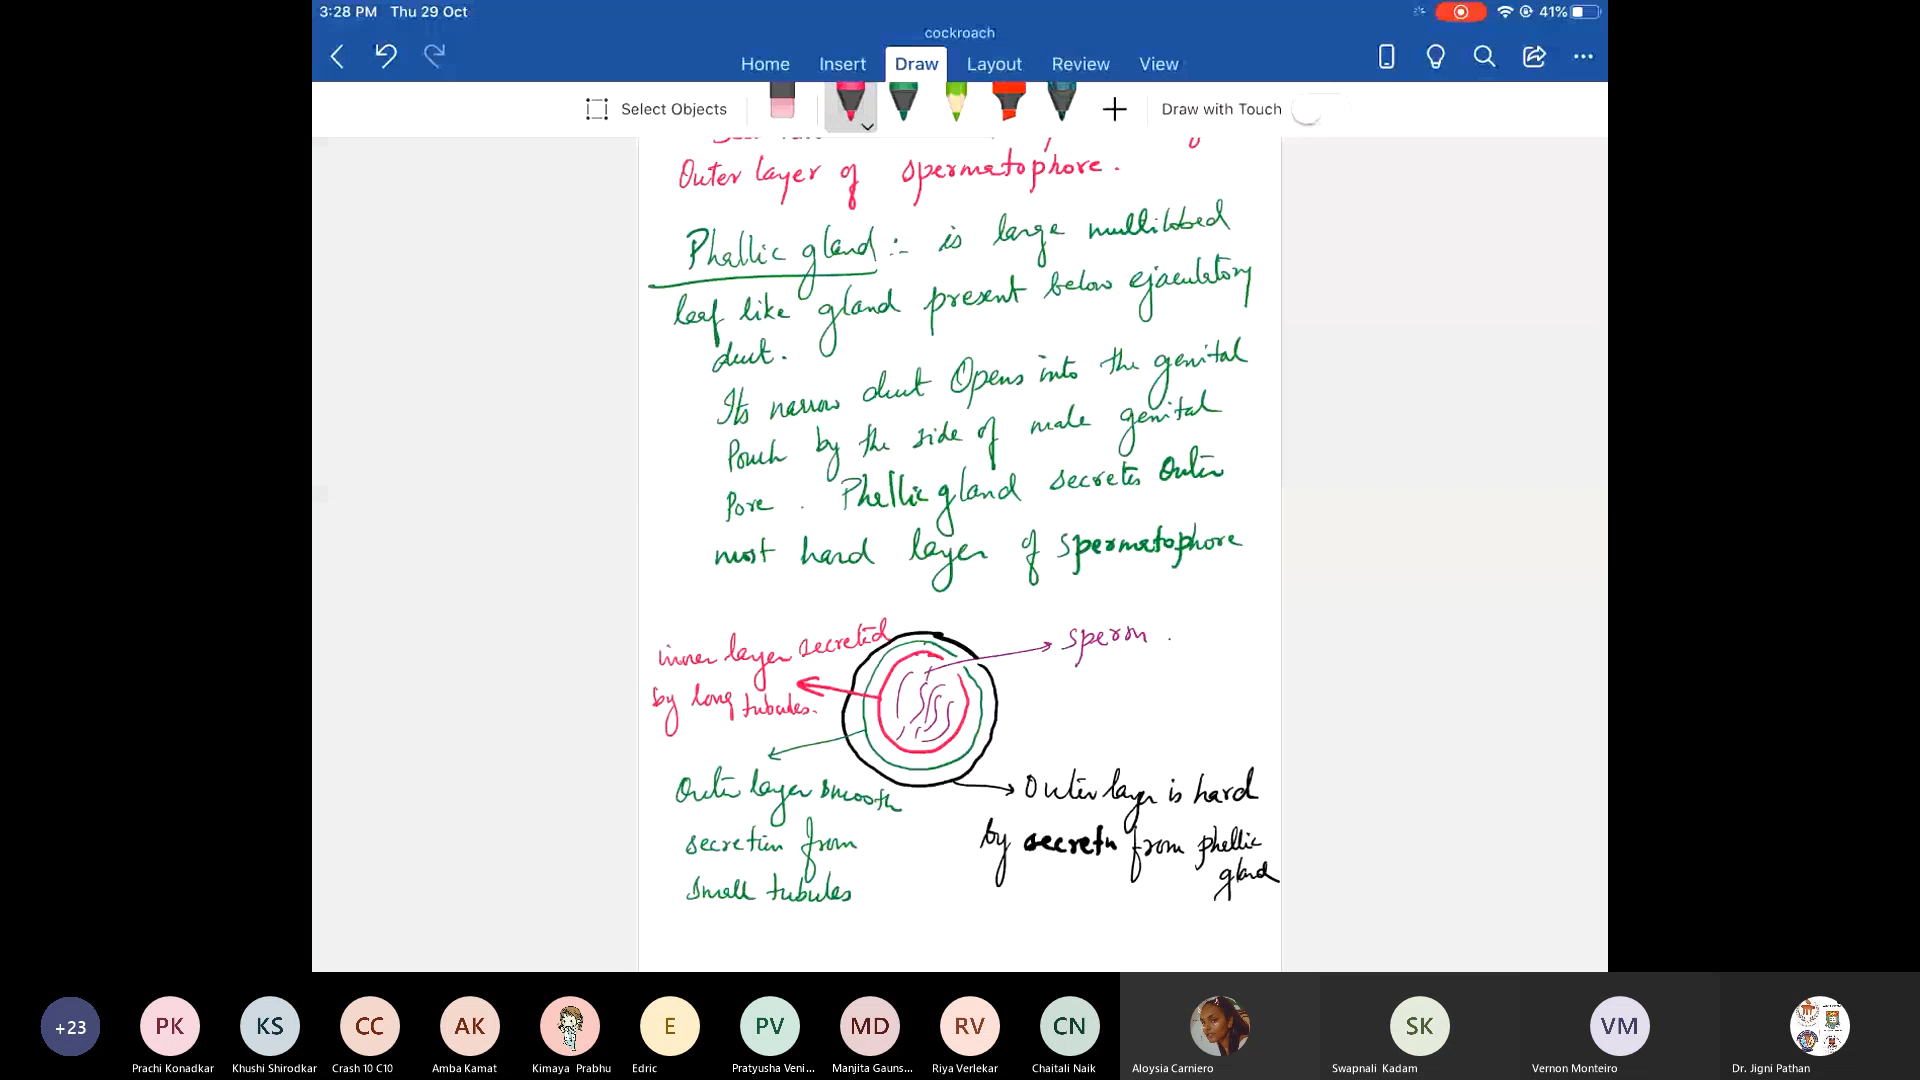 3:28 PM Thu 29 Oct
41%
cockroach
Home Insert Draw Layout Review View
Select Objects
Draw with Touch
Outer layer of spermatophore.
Phallic gland :- is large multilobed
leaf like gland present below ejaculatory
duct.
Its narrow duct Opens into the genital
Pouch by the side of male genital
Pore. Phallic gland secretes Outer
most hard layer of spermatophore
inner layer secreted
by long tubules.
sperm.
Outer layer smooth
secretion from
small tubules
Outer layer is hard
by secretn from phallic
gland
+23
PK
KS
CC
AK
E
PV
MD
RV
CN
SK
VM
Prachi Konadkar
Khushi Shirodkar
Crash 10 C10
Amba Kamat
Kimaya Prabhu
Edric
Pratyusha Veni...
Manjita Gauns...
Riya Verlekar
Chaitali Naik
Aloysia Carniero
Swapnali Kadam
Vernon Monteiro
Dr. Jigni Pathan